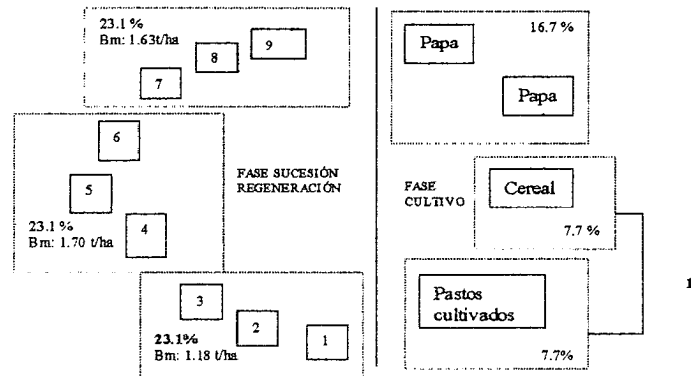 23.1 %
Bm: 1.63t/ha
9
8
7
6
5
4
23.1 %
Bm: 1.70 t/ha
3
2
1
23.1%
Bm: 1.18 t/ha
FASE SUCESIÓN
REGENERACIÓN
16.7 %
Papa
Papa
FASE
CULTIVO
Cereal
7.7 %
Pastos
cultivados
7.7%
1